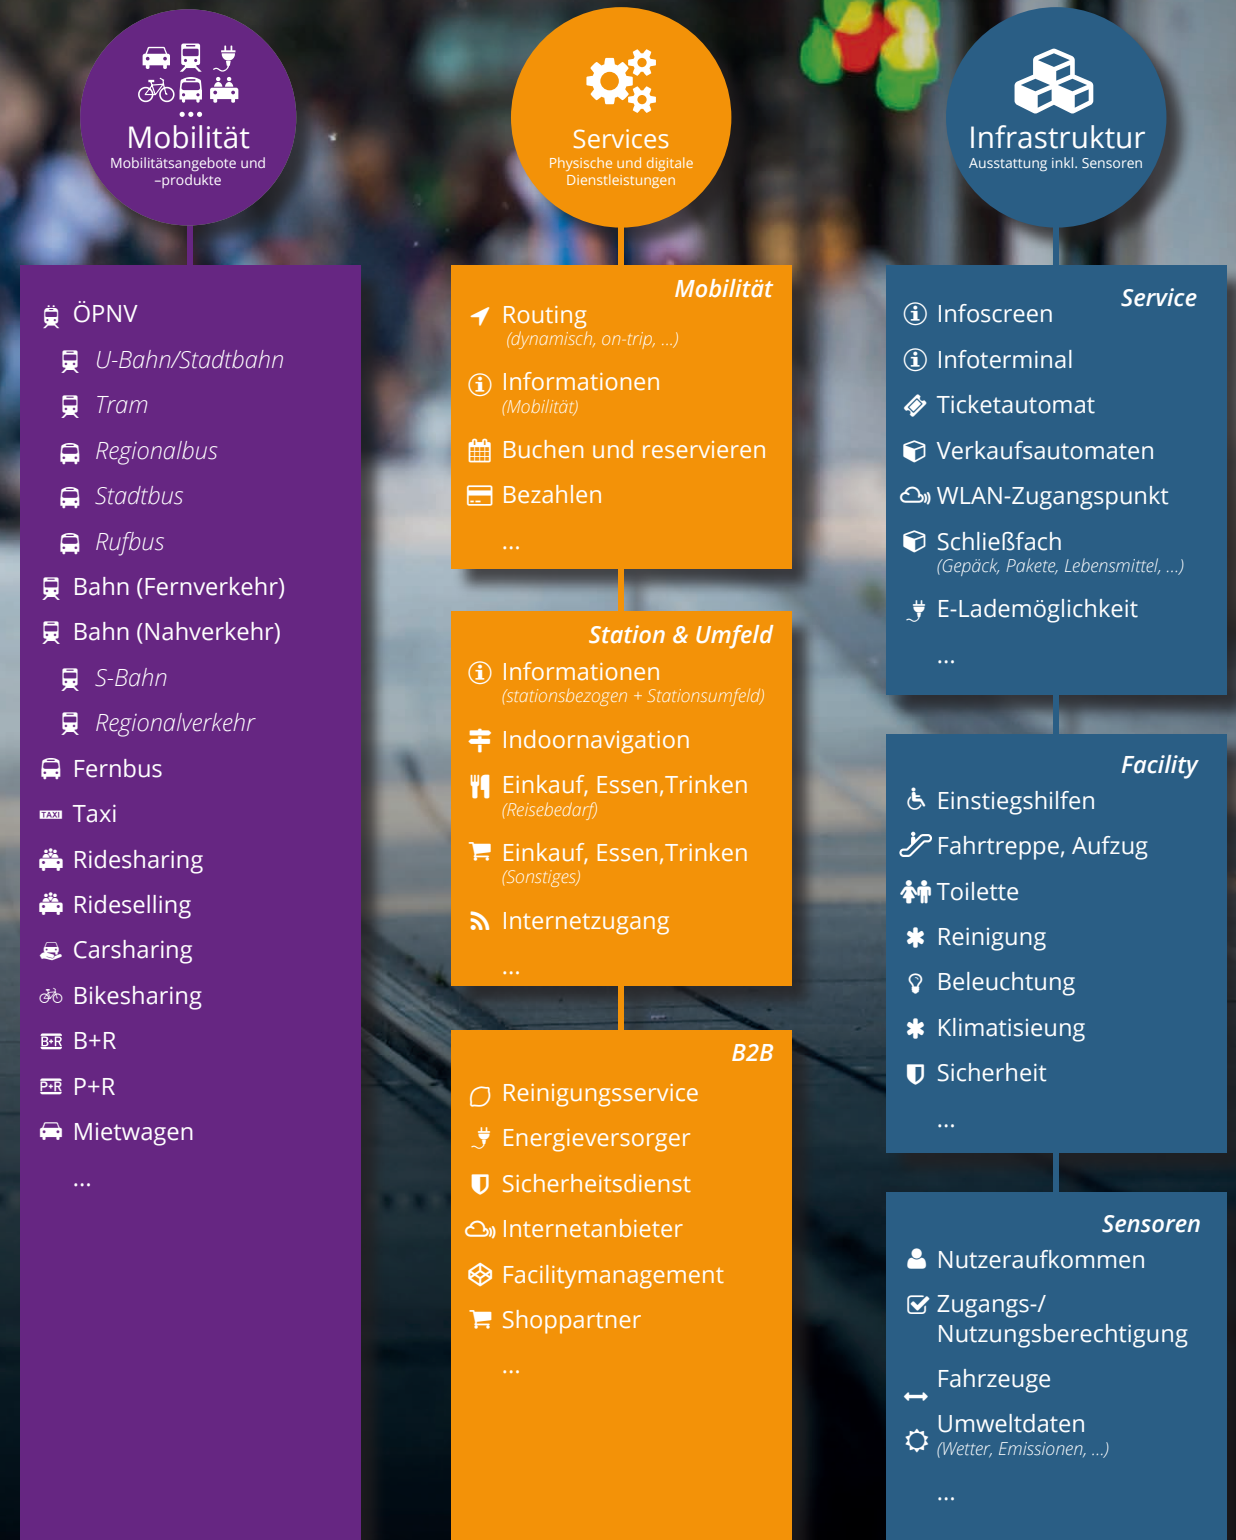 Mobilität
Mobilitätsangebote und
–produkte
ÖPNV
U-Bahn/Stadtbahn
Tram
Regionalbus
Stadtbus
Rufbus
Bahn (Fernverkehr)
Bahn (Nahverkehr)
S-Bahn
Regionalverkehr
Fernbus
TAXI Taxi
Ridesharing
Rideselling
Carsharing
Bikesharing
B+R B+R
P+R P+R
Mietwagen
...
Services
Physische und digitale
Dienstleistungen
Mobilität
Routing
(dynamisch, on-trip, ...)
Informationen
(Mobilität)
Buchen und reservieren
Bezahlen
...
Station & Umfeld
Informationen
(stationsbezogen + Stationsumfeld)
Indoornavigation
Einkauf, Essen,Trinken
(Reisebedarf)
Einkauf, Essen,Trinken
(Sonstiges)
Internetzugang
...
B2B
Reinigungsservice
Energieversorger
Sicherheitsdienst
Internetanbieter
Facilitymanagement
Shoppartner
...
Infrastruktur
Ausstattung inkl. Sensoren
Service
Infoscreen
Infoterminal
Ticketautomat
Verkaufsautomaten
WLAN-Zugangspunkt
Schließfach
(Gepäck, Pakete, Lebensmittel, ...)
E-Lademöglichkeit
...
Facility
Einstiegshilfen
Fahrtreppe, Aufzug
Toilette
Reinigung
Beleuchtung
Klimatisieung
Sicherheit
...
Sensoren
Nutzeraufkommen
Zugangs-/
Nutzungsberechtigung
Fahrzeuge
Umweltdaten
(Wetter, Emissionen, ...)
...